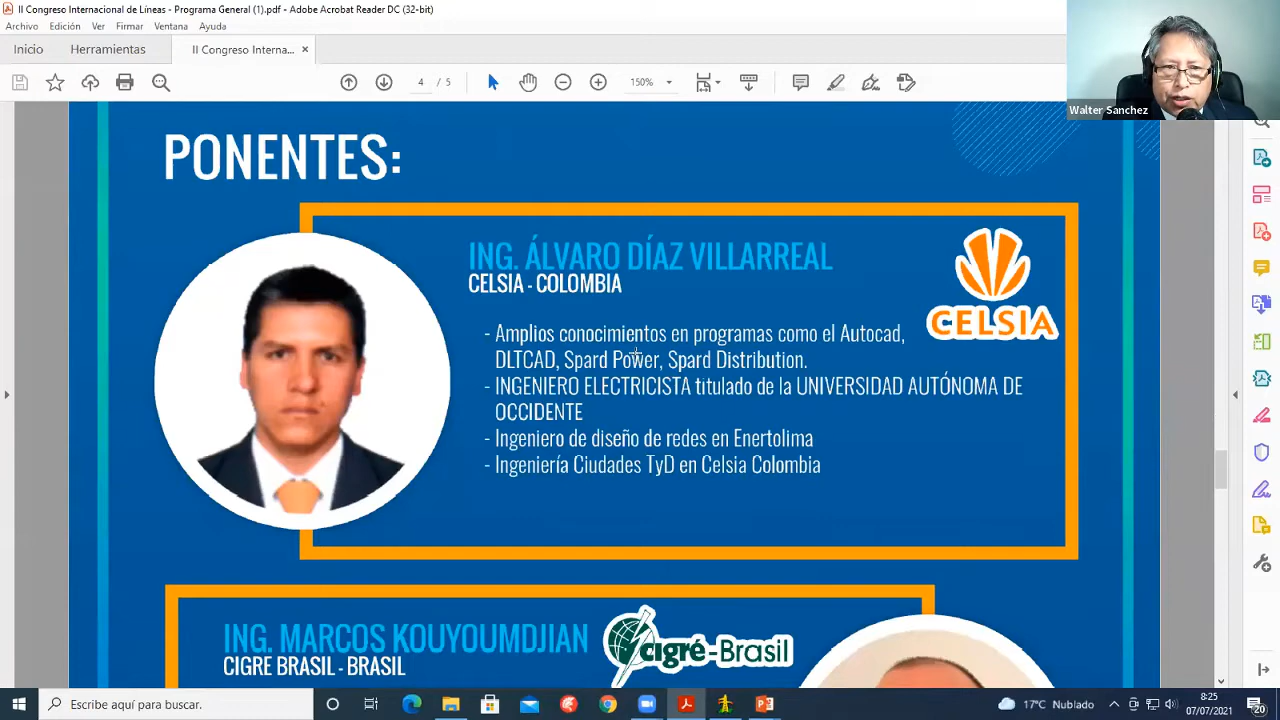 II Congreso Internacional de Líneas - Programa General (1).pdf - Adobe Acrobat Reader DC (32-bit)
Archivo Edición Ver Firmar Ventana Ayuda
Inicio Herramientas II Congreso Interna... ×
4 / 5 150%
Walter Sanchez
PONENTES:
ING. ÁLVARO DÍAZ VILLARREAL
CELSIA - COLOMBIA
CELSIA
- Amplios conocimientos en programas como el Autocad,
DLTCAD, Spard Power, Spard Distribution.
- INGENIERO ELECTRICISTA titulado de la UNIVERSIDAD AUTÓNOMA DE
OCCIDENTE
- Ingeniero de diseño de redes en Enertolima
- Ingeniería Ciudades TyD en Celsia Colombia
ING. MARCOS KOUYOUMDJIAN
CIGRE BRASIL - BRASIL
cigré-Brasil
Escribe aquí para buscar.
17°C Nublado
8:25
07/07/2021
20